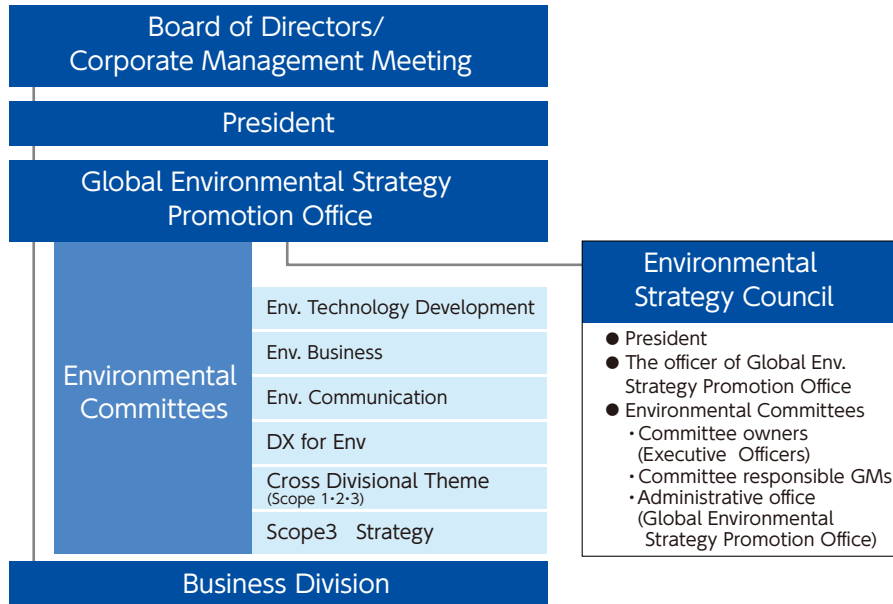 Board of Directors/
Corporate Management Meeting
President
Global Environmental Strategy
Promotion Office
Environmental
Committees
Env. Technology Development
Env. Business
Env. Communication
DX for Env
Cross Divisional Theme
(Scope 1・2・3)
Scope3 Strategy
Business Division
Environmental
Strategy Council
● President
● The officer of Global Env.
Strategy Promotion Office
● Environmental Committees
・Committee owners
(Executive Officers)
・Committee responsible GMs
・Administrative office
(Global Environmental
Strategy Promotion Office)